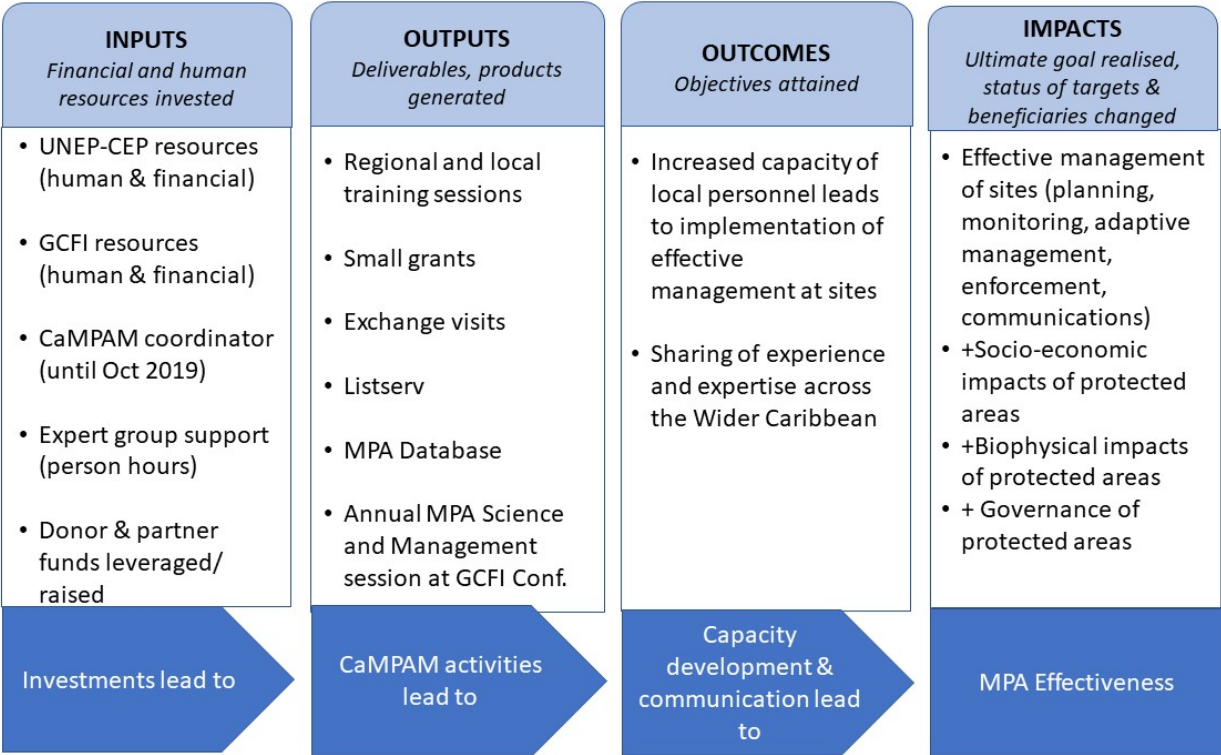 INPUTS
Financial and human
resources invested
• UNEP-CEP resources
(human & financial)
• GCFI resources
(human & financial)
• CaMPAM coordinator
(until Oct 2019)
• Expert group support
(person hours)
• Donor & partner
funds leveraged/
raised
Investments lead to
OUTPUTS
Deliverables, products
generated
• Regional and local
training sessions
• Small grants
• Exchange visits
• Listserv
• MPA Database
• Annual MPA Science
and Management
session at GCFI Conf.
CaMPAM activities
lead to
OUTCOMES
Objectives attained
• Increased capacity of
local personnel leads
to implementation of
effective
management at sites
• Sharing of experience
and expertise across
the Wider Caribbean
Capacity
development &
communication lead
to
IMPACTS
Ultimate goal realised,
status of targets &
beneficiaries changed
• Effective management
of sites (planning,
monitoring, adaptive
management,
enforcement,
communications)
• +Socio-economic
impacts of protected
areas
• +Biophysical impacts
of protected areas
• + Governance of
protected areas
MPA Effectiveness